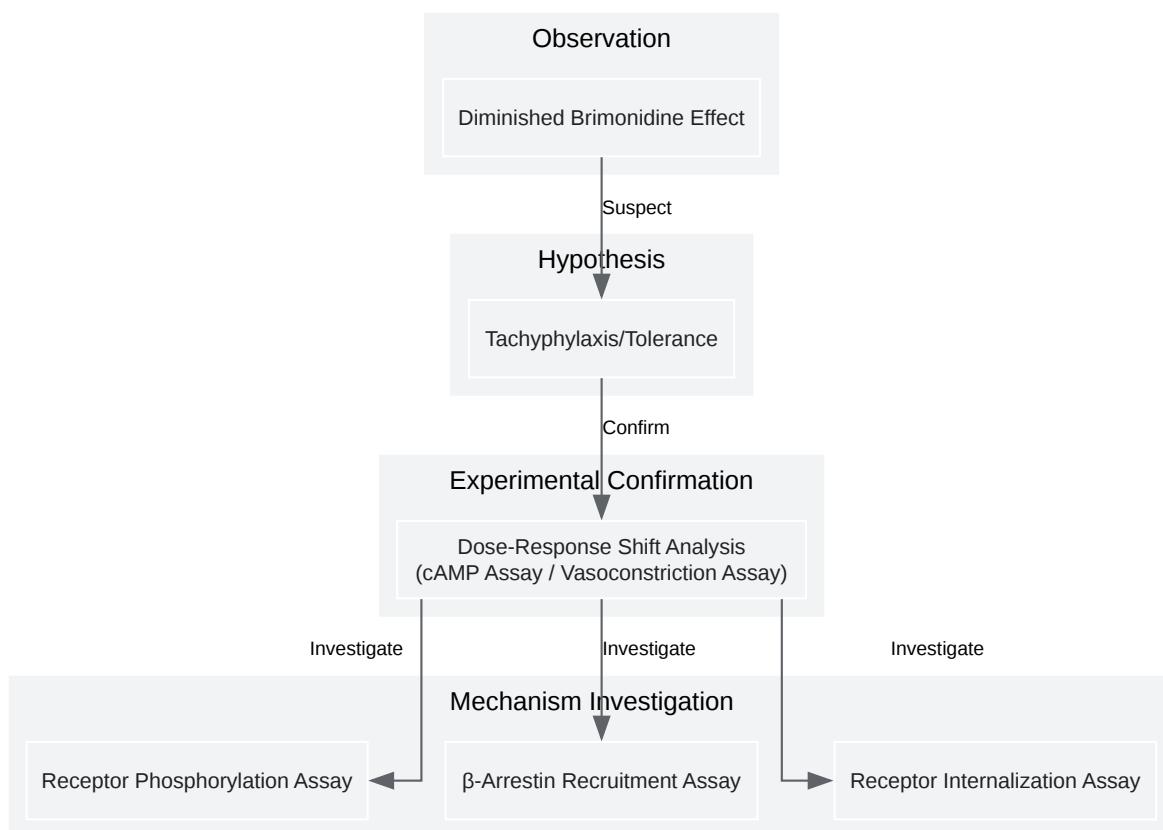 Observation
Diminished Brimonidine Effect
Suspect
Hypothesis
Tachyphylaxis/Tolerance
Confirm
Experimental Confirmation
Dose-Response Shift Analysis
(cAMP Assay / Vasoconstriction Assay)
Investigate
Investigate
Investigate
Mechanism Investigation
Receptor Phosphorylation Assay
β-Arrestin Recruitment Assay
Receptor Internalization Assay